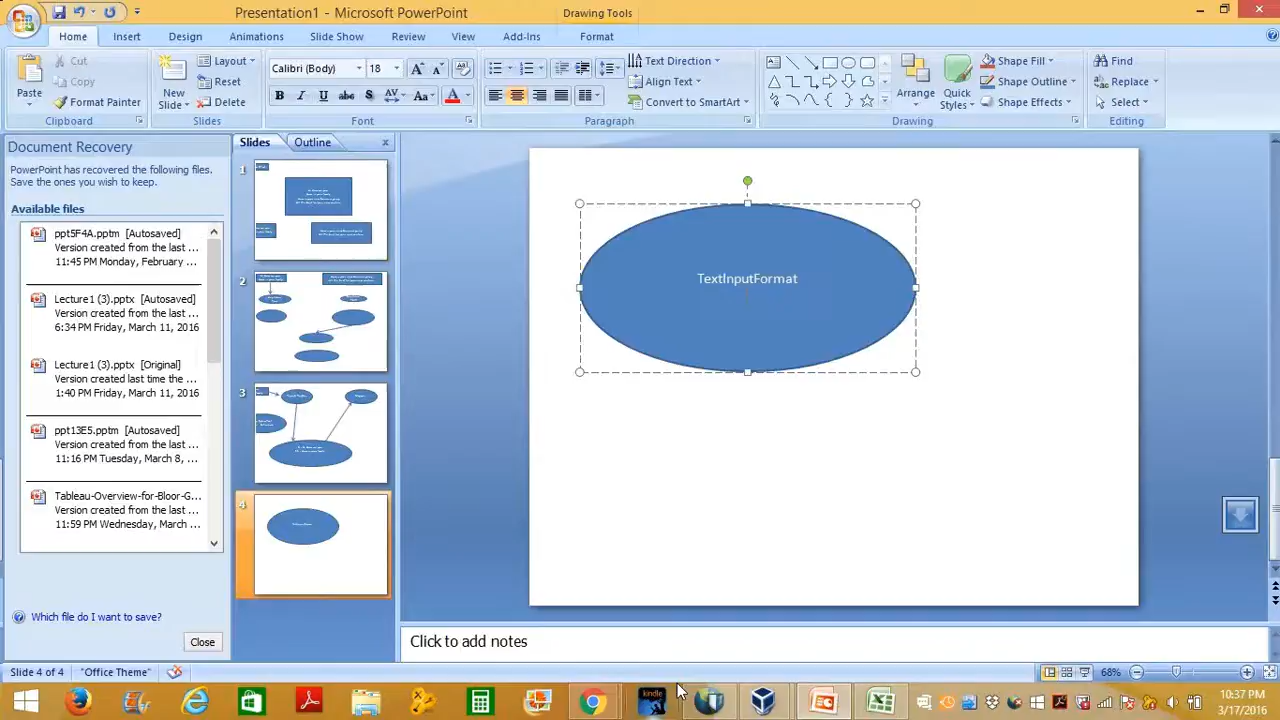 Presentation1 - Microsoft PowerPoint
Drawing Tools
Home
Insert
Design
Animations
Slide Show
Review
View
Add-Ins
Format
Paste
Cut
Copy
Format Painter
Clipboard
New
Slide
Layout
Reset
Delete
Slides
Calibri (Body)
18
Font
Text Direction
Align Text
Convert to SmartArt
Paragraph
Arrange
Quick
Styles
Shape Fill
Shape Outline
Shape Effects
Drawing
Find
Replace
Select
Editing
Document Recovery
PowerPoint has recovered the following files.
Save the ones you wish to keep.
Available files
ppt5F4A.pptm [Autosaved]
Version created from the last ...
11:45 PM Monday, February ...
Lecture1 (3).pptx [Autosaved]
Version created from the last ...
6:34 PM Friday, March 11, 2016
Lecture1 (3).pptx [Original]
Version created last time the ...
1:40 PM Friday, March 11, 2016
ppt13E5.pptm [Autosaved]
Version created from the last ...
11:16 PM Tuesday, March 8, ...
Tableau-Overview-for-Bloor-G...
Version created from the last ...
11:59 PM Wednesday, March ...
Which file do I want to save?
Close
Slides
Outline
1
2
3
4
TextInputFormat
Click to add notes
Slide 4 of 4
"Office Theme"
68%
kindle
10:37 PM
3/17/2016